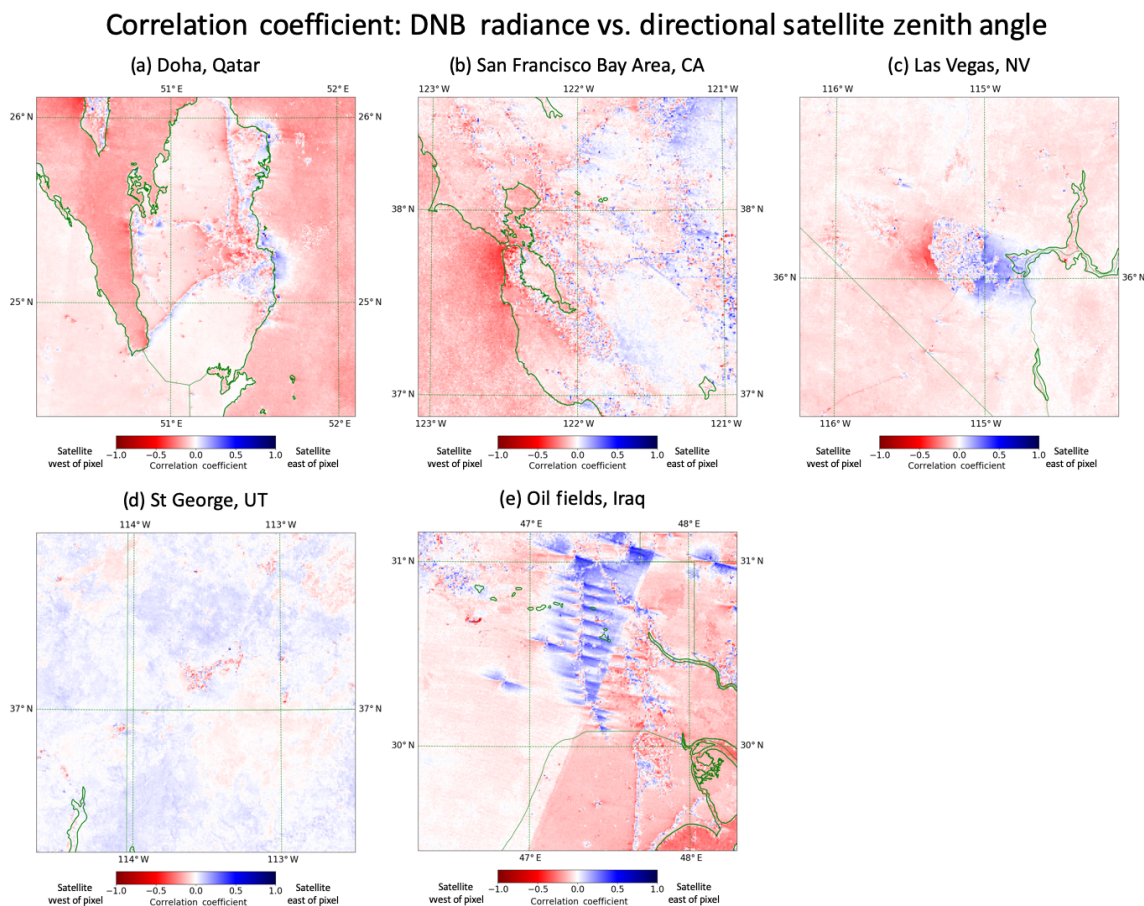 Correlation coefficient: DNB radiance vs. directional satellite zenith angle
(a) Doha, Qatar
(b) San Francisco Bay Area, CA
(c) Las Vegas, NV
51°E 52°E
123°W 122°W 121°W
116°W 115°W
26°N
38°N 38°N
36°N 36°N
25°N 25°N
37°N 37°N
51°E 52°E
123°W 122°W 121°W
116°W 115°W
Satellite west of pixel
−1.0 −0.5 0.0 0.5 1.0
Correlation coefficient
Satellite east of pixel
Satellite west of pixel
−1.0 −0.5 0.0 0.5 1.0
Correlation coefficient
Satellite east of pixel
Satellite west of pixel
−1.0 −0.5 0.0 0.5 1.0
Correlation coefficient
Satellite east of pixel
(d) St George, UT
(e) Oil fields, Iraq
114°W 113°W
47°E 48°E
31°N 31°N
37°N 37°N
30°N 30°N
114°W 113°W
47°E 48°E
Satellite west of pixel
−1.0 −0.5 0.0 0.5 1.0
Correlation coefficient
Satellite east of pixel
Satellite west of pixel
−1.0 −0.5 0.0 0.5 1.0
Correlation coefficient
Satellite east of pixel